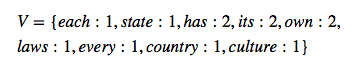 V = {each : 1, state : 1, has : 2, its : 2, own : 2,
laws : 1, every : 1, country : 1, culture : 1}